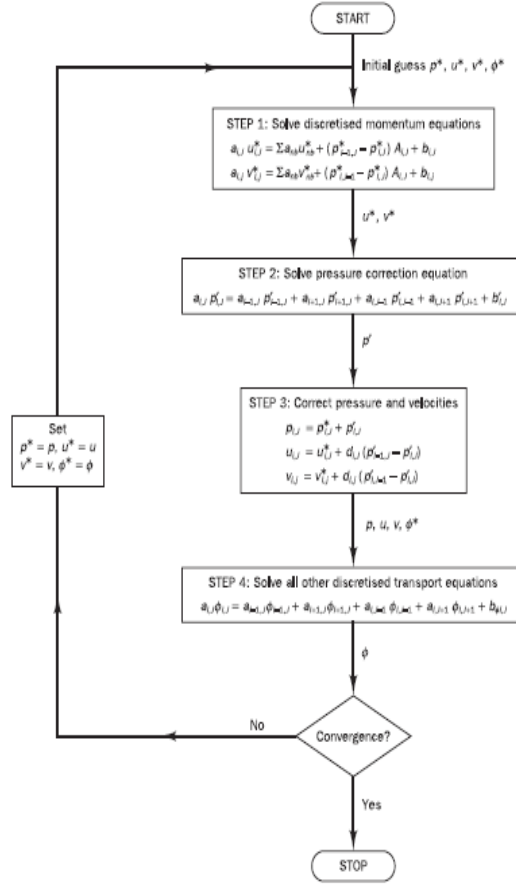 START
Initial guess p*, u*, v*, ϕ*
STEP 1: Solve discretised momentum equations
a_{i,J} u*_{i,J} = Σa_{nb}u*_{nb} + (p*_{I−1,J} − p*_{I,J}) A_{i,J} + b_{i,J}
a_{I,j} v*_{I,j} = Σa_{nb}v*_{nb} + (p*_{I,J−1} − p*_{I,J}) A_{I,j} + b_{I,j}
u*, v*
STEP 2: Solve pressure correction equation
a_{I,J} p′_{I,J} = a_{I−1,J} p′_{I−1,J} + a_{I+1,J} p′_{I+1,J} + a_{I,J−1} p′_{I,J−1} + a_{I,J+1} p′_{I,J+1} + b′_{I,J}
p′
STEP 3: Correct pressure and velocities
p_{I,J} = p*_{I,J} + p′_{I,J}
u_{i,J} = u*_{i,J} + d_{i,J} (p′_{I−1,J} − p′_{I,J})
v_{I,j} = v*_{I,j} + d_{I,j} (p′_{I,J−1} − p′_{I,J})
Set
p* = p, u* = u
v* = v, ϕ* = ϕ
p, u, v, ϕ*
STEP 4: Solve all other discretised transport equations
a_{I,J} ϕ_{I,J} = a_{I−1,J} ϕ_{I−1,J} + a_{I+1,J} ϕ_{I+1,J} + a_{I,J−1} ϕ_{I,J−1} + a_{I,J+1} ϕ_{I,J+1} + b_{ϕI,J}
ϕ
No
Convergence?
Yes
STOP